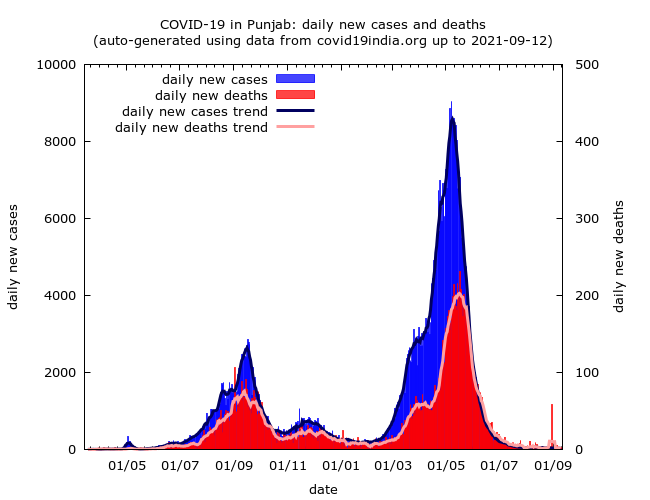 COVID-19 in Punjab: daily new cases and deaths
(auto-generated using data from covid19india.org up to 2021-09-12)
daily new cases
daily new deaths
daily new cases trend
daily new deaths trend
10000
8000
6000
4000
2000
0
500
400
300
200
100
0
daily new cases
daily new deaths
01/05 01/07 01/09 01/11 01/01 01/03 01/05 01/07 01/09
date